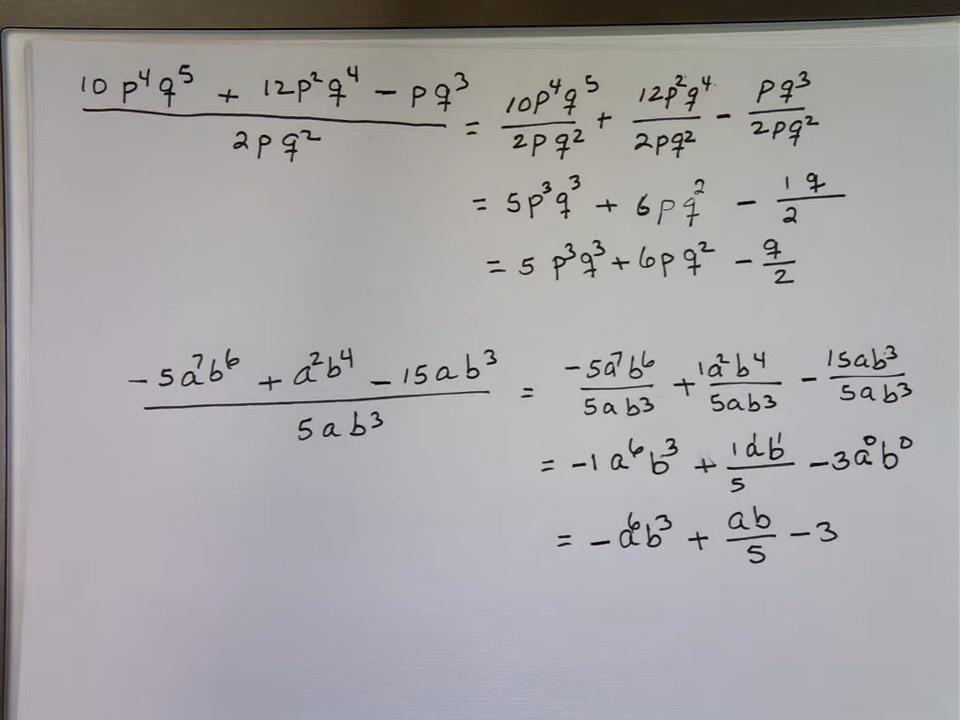 (10p⁴q⁵ + 12p²q⁴ - pq³)/(2pq²) = 10p⁴q⁵/(2pq²) + 12p²q⁴/(2pq²) - pq³/(2pq²)
= 5p³q³ + 6pq² - 1q/2
= 5p³q³ + 6pq² - q/2
(-5a⁷b⁶ + a²b⁴ - 15ab³)/(5ab³) = -5a⁷b⁶/(5ab³) + 1a²b⁴/(5ab³) - 15ab³/(5ab³)
= -1a⁶b³ + 1a¹b¹/5 - 3a⁰b⁰
= -a⁶b³ + ab/5 - 3